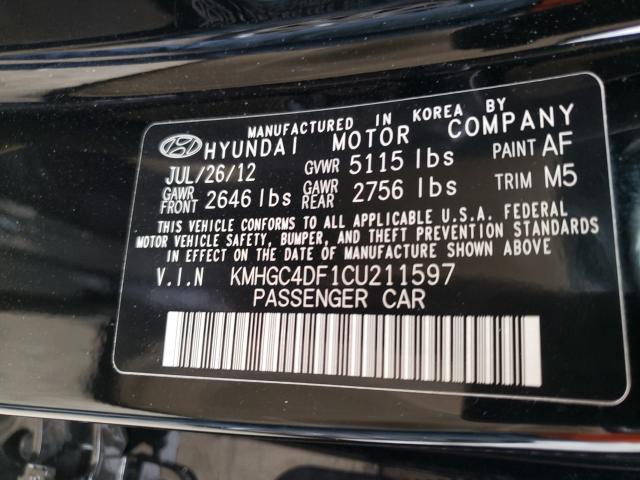 MANUFACTURED IN KOREA BY
HYUNDAI MOTOR COMPANY
JUL/26/12 GVWR 5115 lbs PAINT AF
GAWR FRONT 2646 lbs GAWR REAR 2756 lbs TRIM M5
THIS VEHICLE CONFORMS TO ALL APPLICABLE U.S.A. FEDERAL
MOTOR VEHICLE SAFETY, BUMPER, AND THEFT PREVENTION STANDARDS
IN EFFECT ON THE DATE OF MANUFACTURE SHOWN ABOVE
V.I.N KMHGC4DF1CU211597
PASSENGER CAR